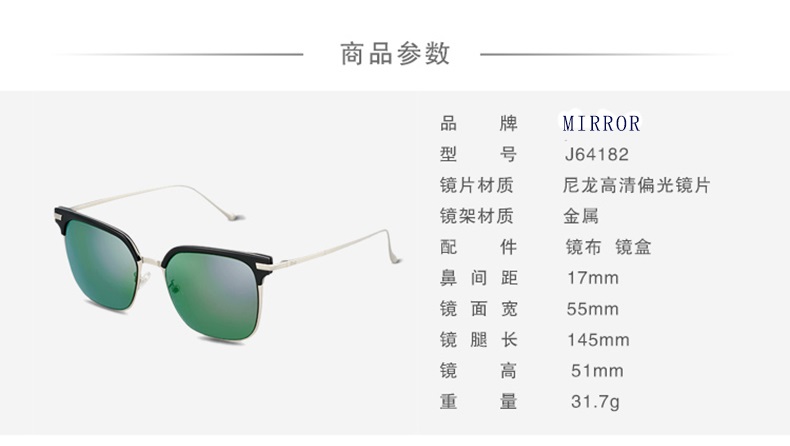 商品参数
品 牌 MIRROR
型 号 J64182
镜片材质 尼龙高清偏光镜片
镜架材质 金属
配 件 镜布 镜盒
鼻 间 距 17mm
镜 面 宽 55mm
镜 腿 长 145mm
镜 高 51mm
重 量 31.7g